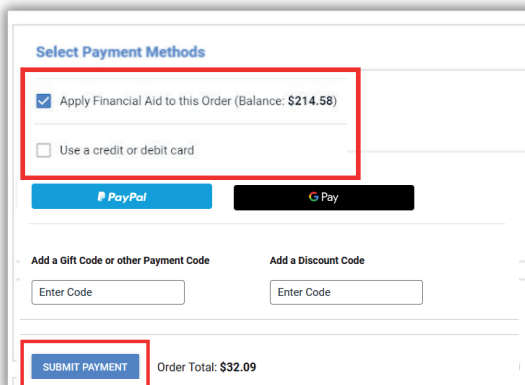 Select Payment Methods
Apply Financial Aid to this Order (Balance: $214.58)
Use a credit or debit card
PayPal
G Pay
Add a Gift Code or other Payment Code
Add a Discount Code
Enter Code
Enter Code
SUBMIT PAYMENT
Order Total: $32.09